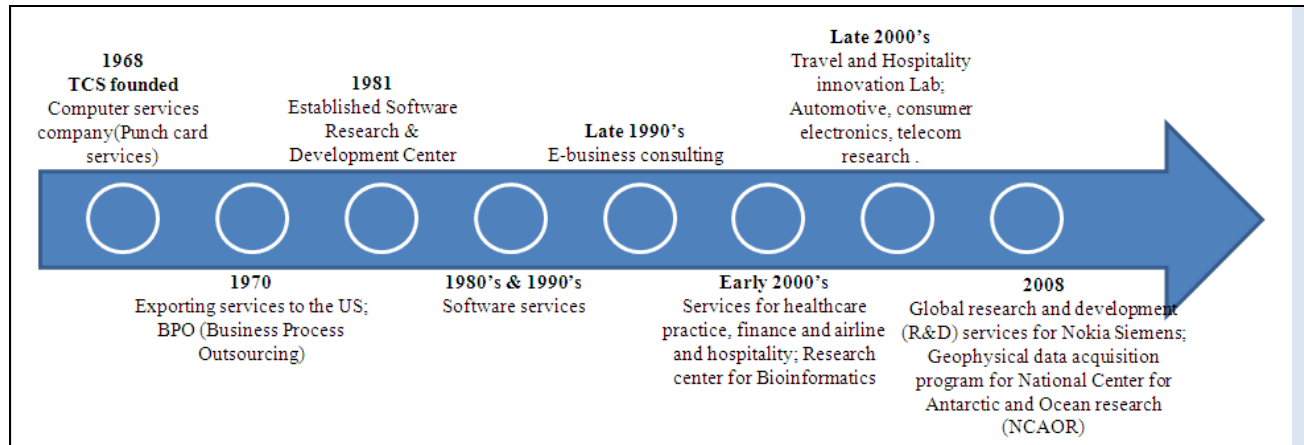 1968
TCS founded
Computer services
company(Punch card
services)
1970
Exporting services to the US;
BPO (Business Process
Outsourcing)
1981
Established Software
Research &
Development Center
1980's & 1990's
Software services
Late 1990's
E-business consulting
Early 2000's
Services for healthcare
practice, finance and airline
and hospitality; Research
center for Bioinformatics
Late 2000's
Travel and Hospitality
innovation Lab;
Automotive, consumer
electronics, telecom
research .
2008
Global research and development
(R&D) services for Nokia Siemens;
Geophysical data acquisition
program for National Center for
Antarctic and Ocean research
(NCAOR)